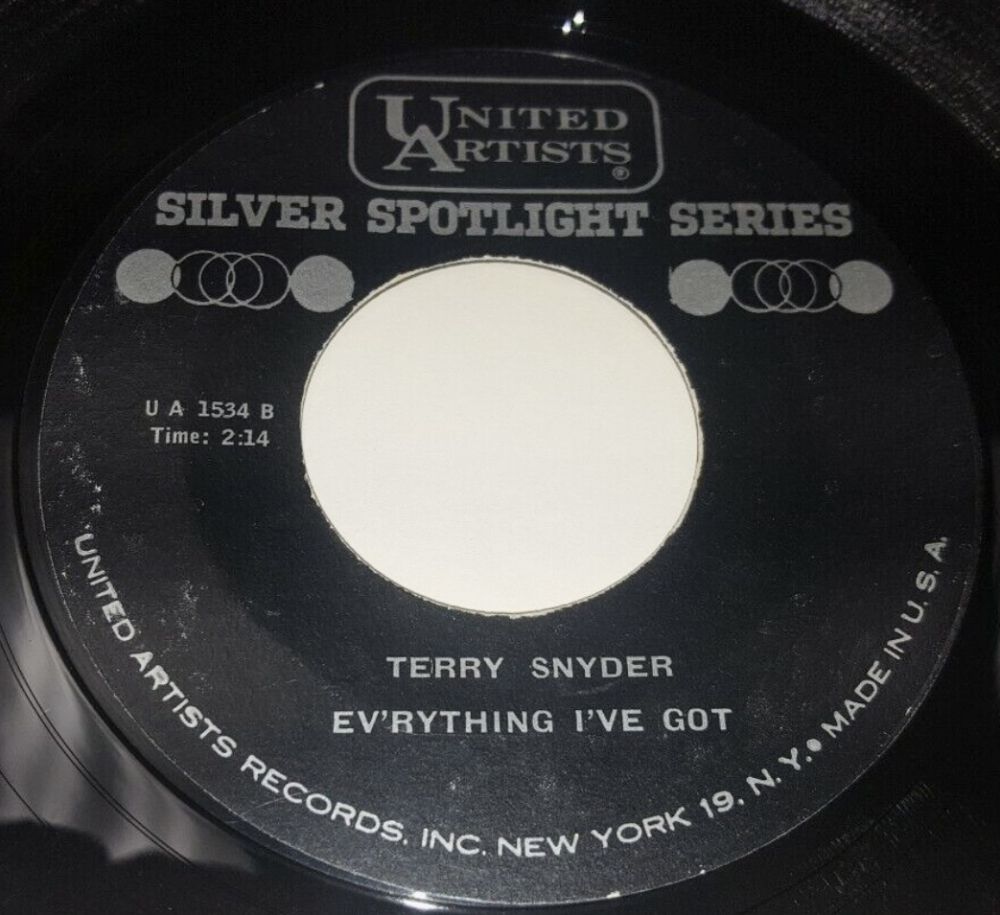 UNITED
ARTISTS®
SILVER SPOTLIGHT SERIES
U A 1534 B
Time: 2:14
TERRY SNYDER
EV'RYTHING I'VE GOT
UNITED ARTISTS RECORDS, INC. NEW YORK 19, N. Y.● MADE IN U. S. A.